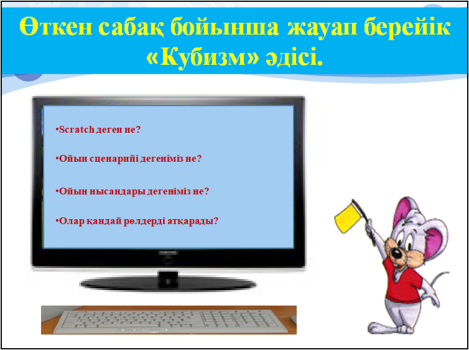 Өткен сабақ бойынша жауап берейік
«Кубизм» әдісі.
•Scratch деген не?
•Ойын сценарийі дегеніміз не?
•Ойын нысандары дегеніміз не?
•Олар қандай рөлдерді атқарады?